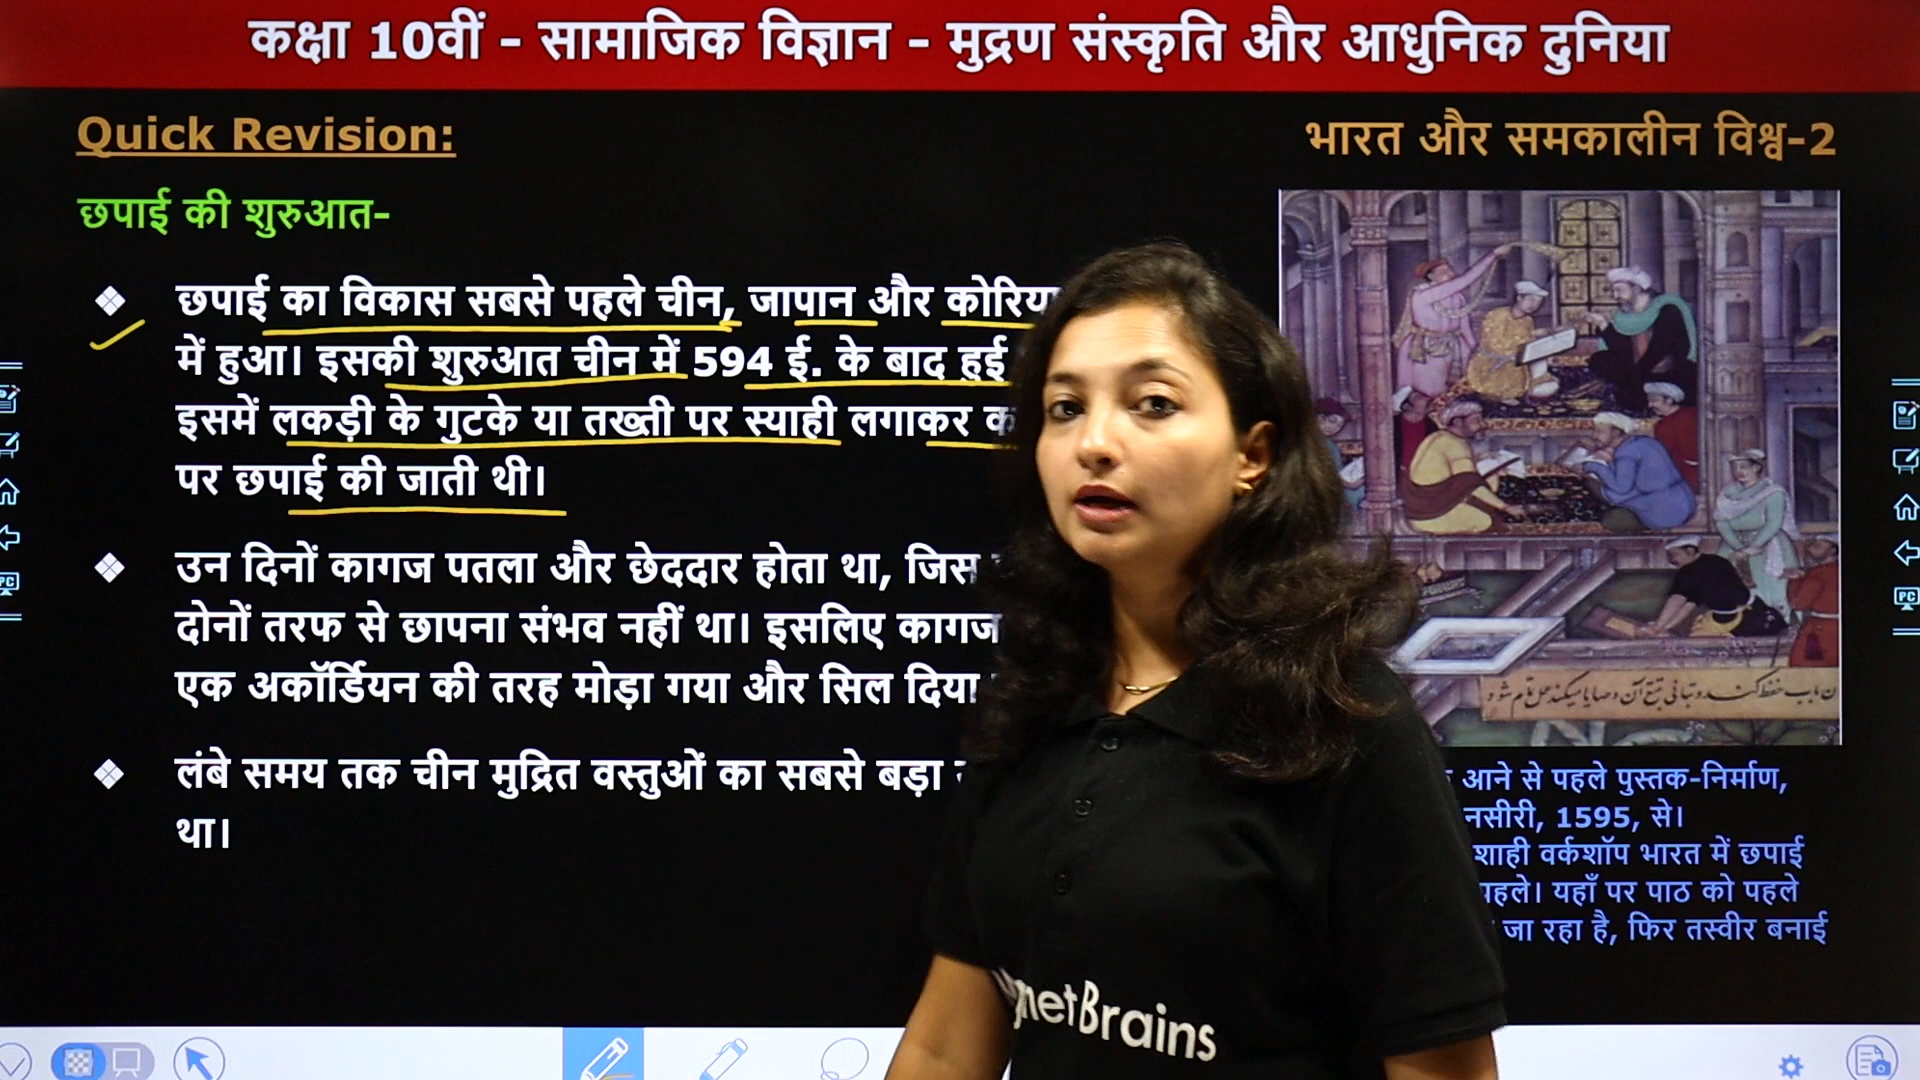 कक्षा 10वीं - सामाजिक विज्ञान - मुद्रण संस्कृति और आधुनिक दुनिया
Quick Revision:
भारत और समकालीन विश्व-2
छपाई की शुरुआत-
छपाई का विकास सबसे पहले चीन, जापान और
में हुआ। इसकी शुरुआत चीन में 594 ई. के बाद हुई
इसमें लकड़ी के गुटके या तख्ती पर स्याही लगाकर
पर छपाई की जाती थी।
उन दिनों कागज पतला और छेददार होता था, जिस
दोनों तरफ से छापना संभव नहीं था। इसलिए कागज
एक अकॉर्डियन की तरह मोड़ा गया और सिल दिया
लंबे समय तक चीन मुद्रित वस्तुओं का सबसे बड़ा
था।
आने से पहले पुस्तक-निर्माण,
नसीरी, 1595, से।
शाही वर्कशॉप भारत में छपाई
पहले। यहाँ पर पाठ को पहले
जा रहा है, फिर तस्वीर बनाई
netBrains
PC
PC